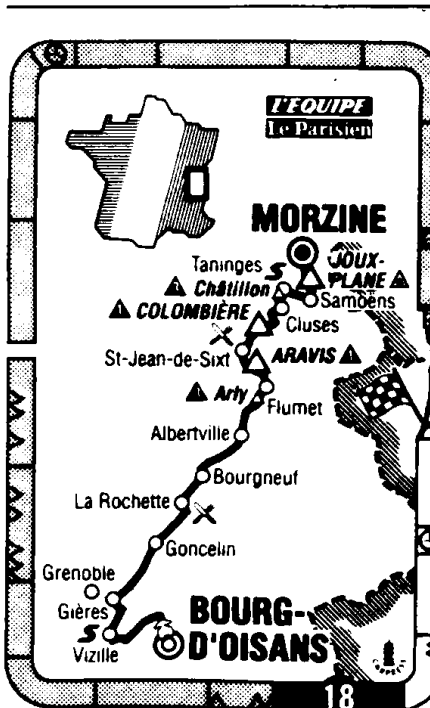 L'EQUIPE
Le Parisien
MORZINE
Taninges
JOUX-
PLANE
Châtillon
Samoëns
COLOMBIÈRE
Cluses
St-Jean-de-Sixt
ARAVIS
Arly
Flumet
Albertville
Bourgneuf
La Rochette
Goncelin
Grenoble
Gières
BOURG-
D'OISANS
Vizille
18